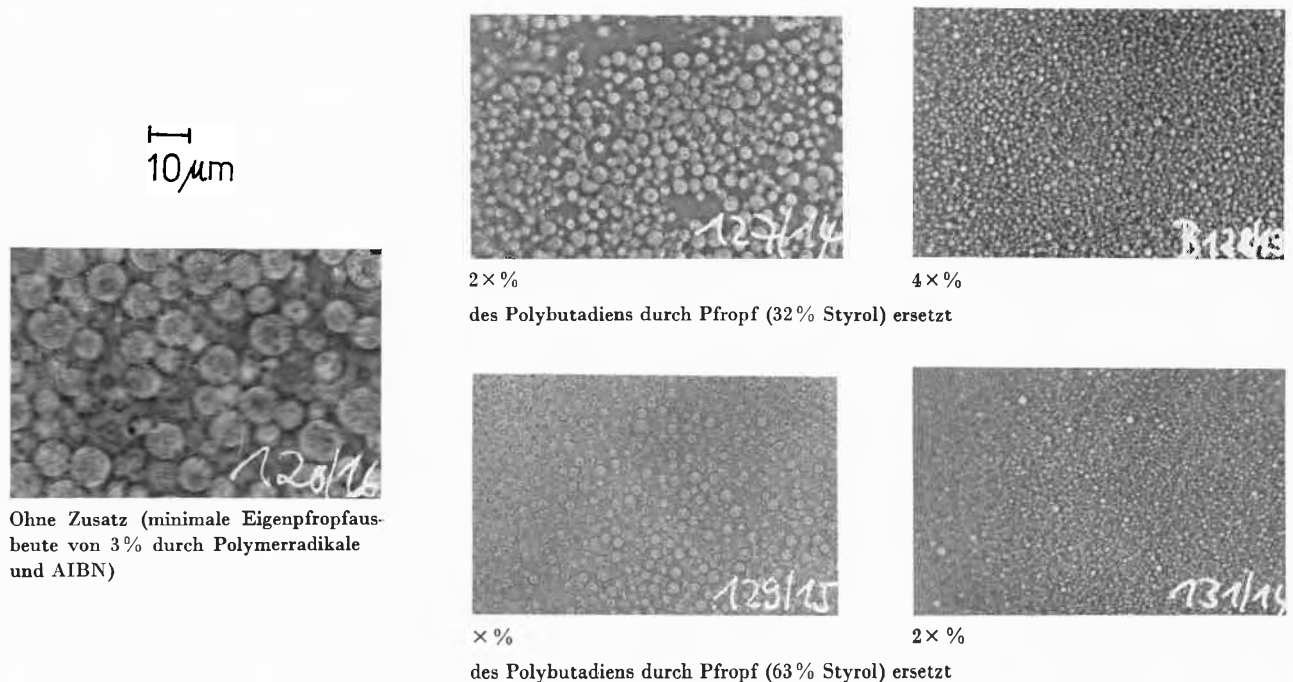 10 µm
127/14
2×%
4×%
des Polybutadiens durch Pfropf (32% Styrol) ersetzt
120/16
Ohne Zusatz (minimale Eigenpfropfaus-
beute von 3% durch Polymerradikale
und AIBN)
129/15
×%
131/14
2×%
des Polybutadiens durch Pfropf (63% Styrol) ersetzt